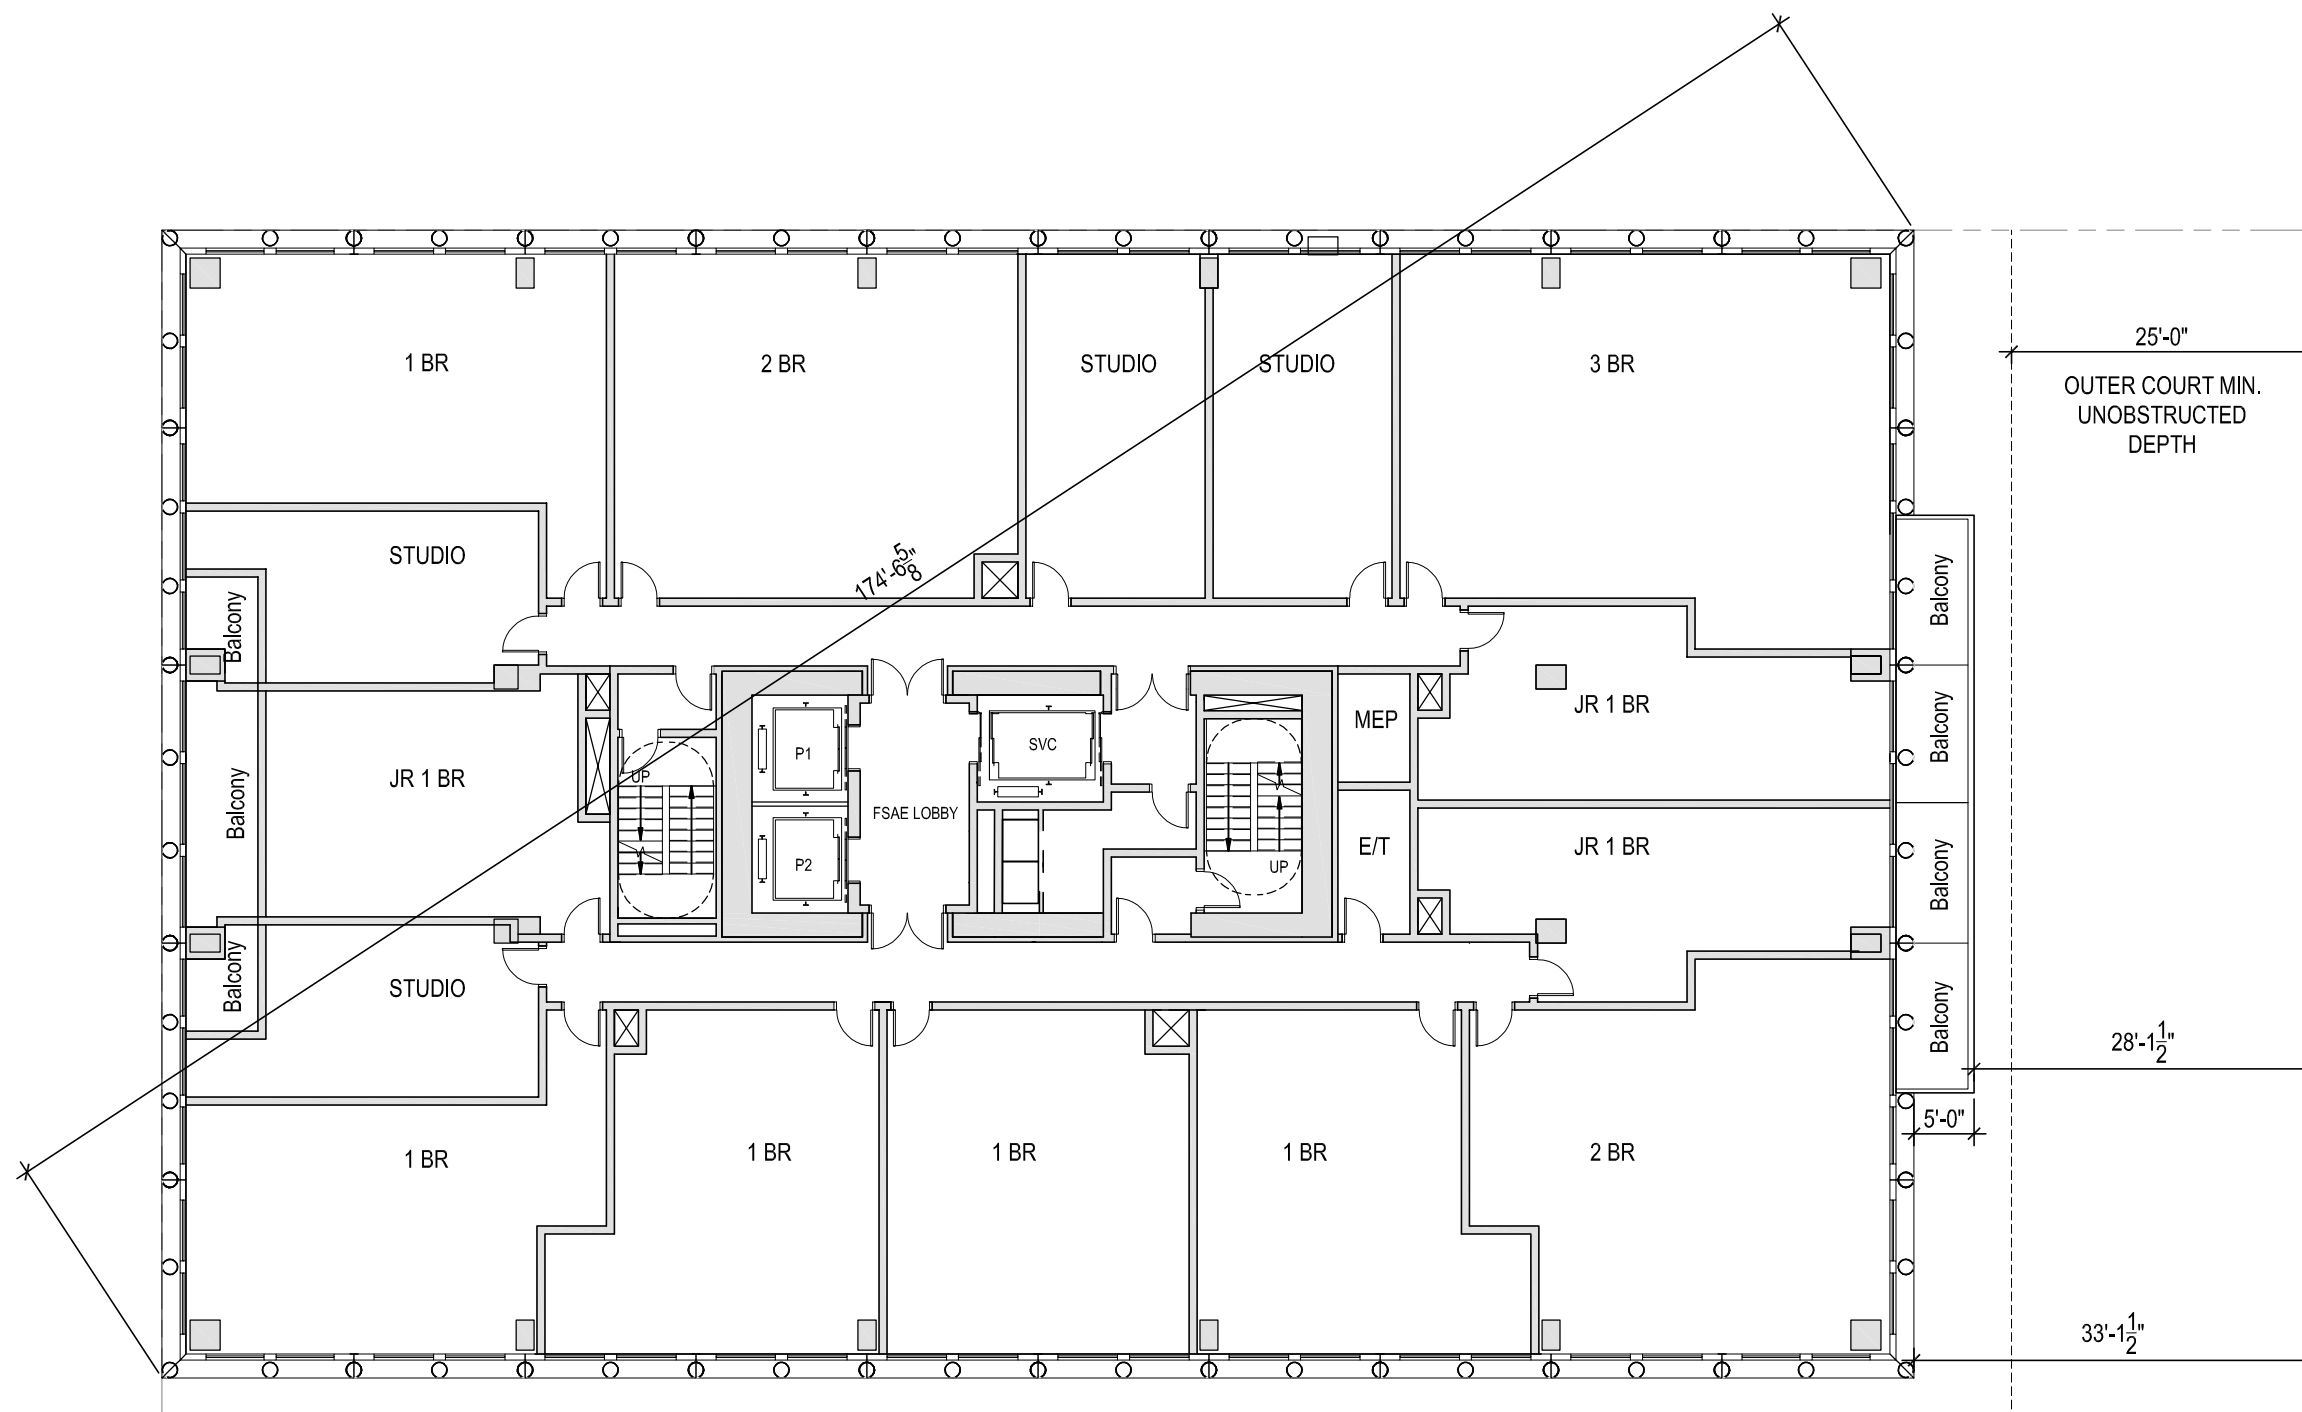 25'-0"
1 BR
2 BR
STUDIO
STUDIO
3 BR
OUTER COURT MIN.
UNOBSTRUCTED
DEPTH
STUDIO
174'-6 5/8"
Balcony
Balcony
JR 1 BR
Balcony
MEP
SVC
P1
UP
JR 1 BR
Balcony
FSAE LOBBY
E/T
JR 1 BR
P2
UP
Balcony
Balcony
STUDIO
Balcony
28'-1 1/2"
5'-0"
1 BR
1 BR
1 BR
1 BR
2 BR
33'-1 1/2"